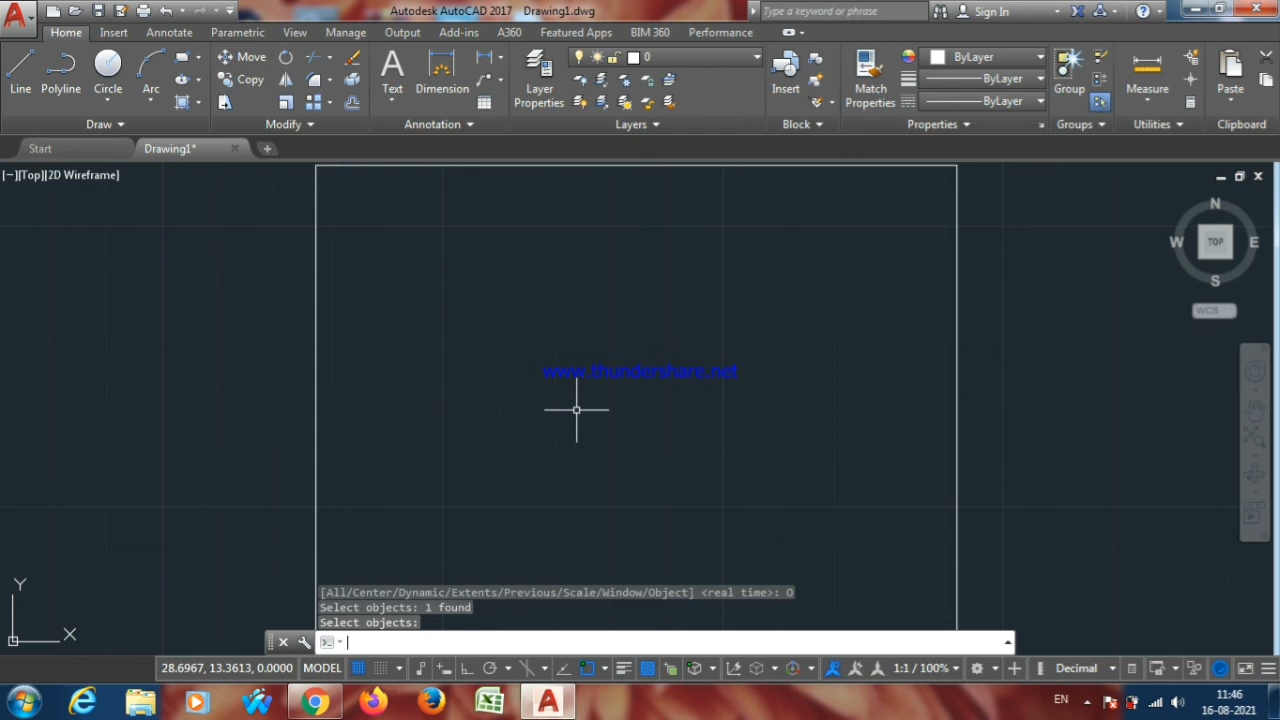 Autodesk AutoCAD 2017 Drawing1.dwg
Type a keyword or phrase
Sign In
Home Insert Annotate Parametric View Manage Output Add-ins A360 Featured Apps BIM 360 Performance
Line
Polyline
Circle
Arc
Move
Copy
Text
Dimension
Layer
Properties
0
Insert
Match
Properties
ByLayer
ByLayer
ByLayer
Group
Measure
Paste
Draw Modify Annotation Layers Block Properties Groups Utilities Clipboard
Start Drawing1*
[−][Top][2D Wireframe]
N
W TOP E
S
WCS
www.thundershare.net
Y
X
[All/Center/Dynamic/Extents/Previous/Scale/Window/Object] <real time>: O
Select objects: 1 found
Select objects:
28.6967, 13.3613, 0.0000 MODEL 1:1 / 100% Decimal
EN
11:46
16-08-2021